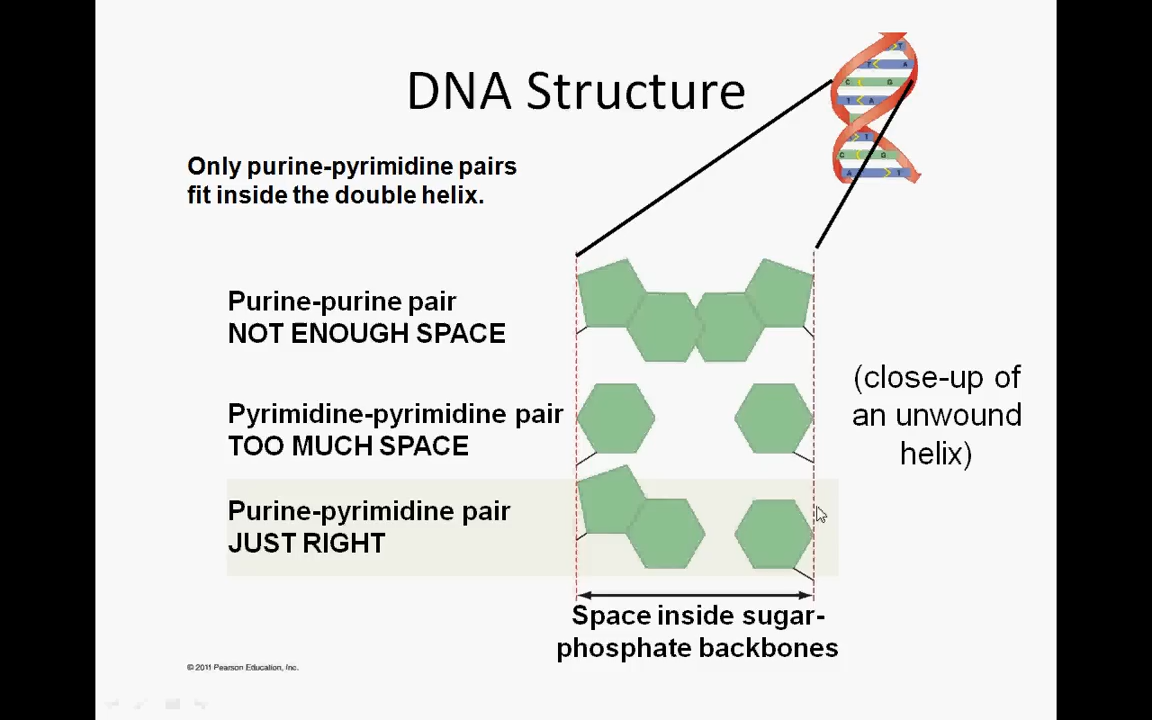 DNA Structure
Only purine-pyrimidine pairs
fit inside the double helix.
T
T A
C G
T A
T
C G
A T
Purine-purine pair
NOT ENOUGH SPACE
(close-up of
an unwound
helix)
Pyrimidine-pyrimidine pair
TOO MUCH SPACE
Purine-pyrimidine pair
JUST RIGHT
Space inside sugar-
phosphate backbones
© 2011 Pearson Education, Inc.